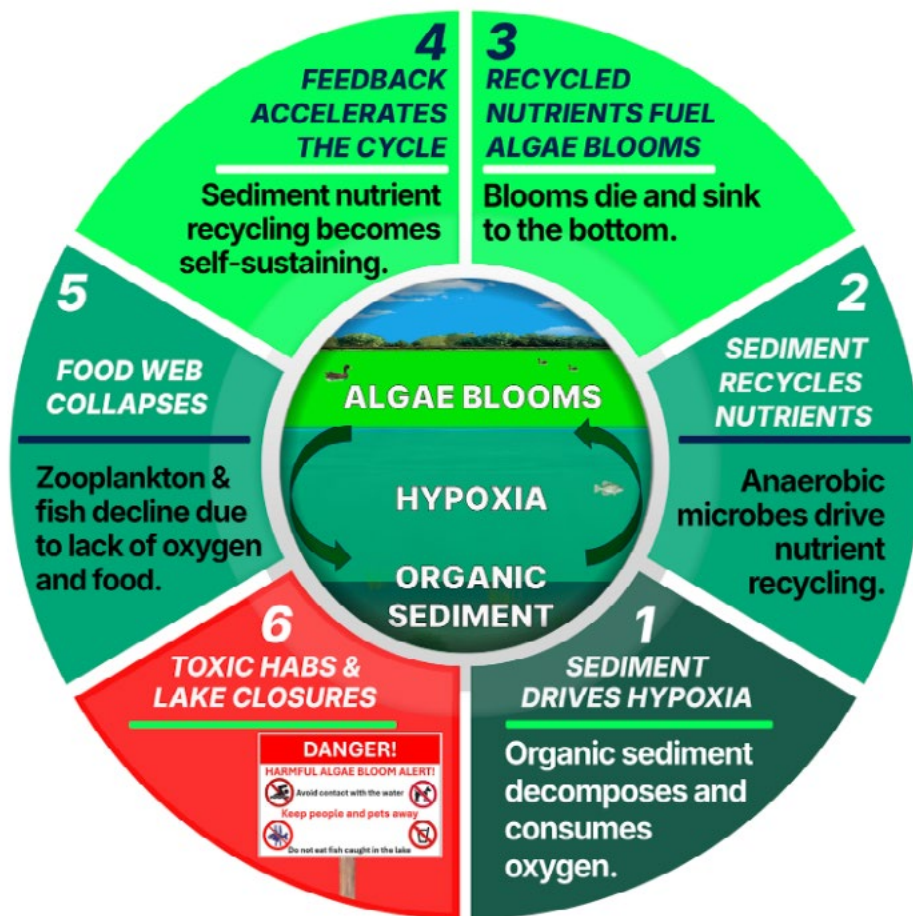 4
FEEDBACK
ACCELERATES
THE CYCLE
Sediment nutrient
recycling becomes
self-sustaining.
3
RECYCLED
NUTRIENTS FUEL
ALGAE BLOOMS
Blooms die and sink
to the bottom.
5
FOOD WEB
COLLAPSES
Zooplankton &
fish decline due
to lack of oxygen
and food.
ALGAE BLOOMS
HYPOXIA
ORGANIC
SEDIMENT
2
SEDIMENT
RECYCLES
NUTRIENTS
Anaerobic
microbes drive
nutrient
recycling.
6
TOXIC HABS &
LAKE CLOSURES
DANGER!
HARMFUL ALGAE BLOOM ALERT!
Avoid contact with the water
Keep people and pets away
Do not eat fish caught in the lake
1
SEDIMENT
DRIVES HYPOXIA
Organic sediment
decomposes and
consumes
oxygen.